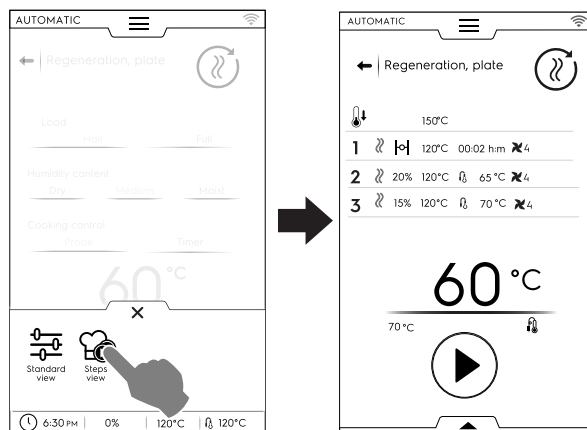 AUTOMATIC
Regeneration, plate
Load
Half Full
Humidity content
Dry Medium Moist
Cooking control
Probe Timer
60 °C
Standard view
Steps view
6:30 PM 0% 120°C 120°C
AUTOMATIC
Regeneration, plate
150°C
1 120°C 00:02 h:m 4
2 20% 120°C 65 °C 4
3 15% 120°C 70 °C 4
60 °C
70 °C